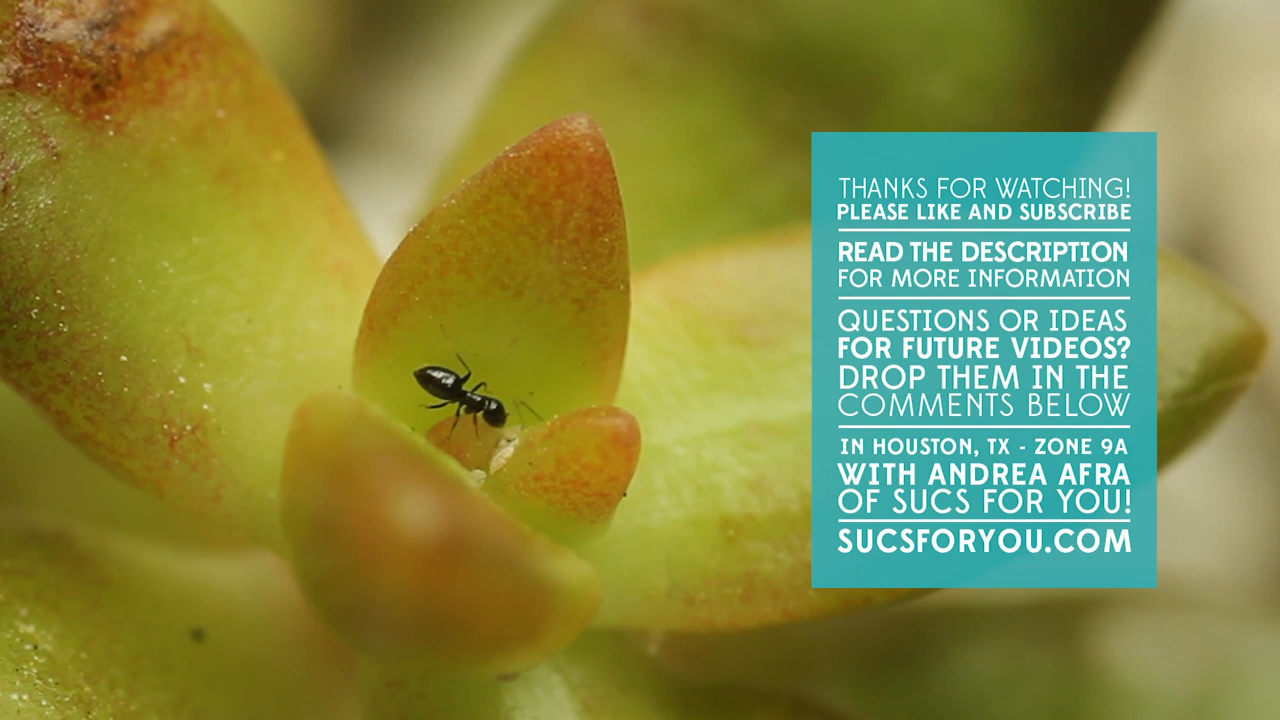 THANKS FOR WATCHING!
PLEASE LIKE AND SUBSCRIBE
READ THE DESCRIPTION
FOR MORE INFORMATION
QUESTIONS OR IDEAS
FOR FUTURE VIDEOS?
DROP THEM IN THE
COMMENTS BELOW
IN HOUSTON, TX - ZONE 9A
WITH ANDREA AFRA
OF SUCS FOR YOU!
SUCSFORYOU.COM